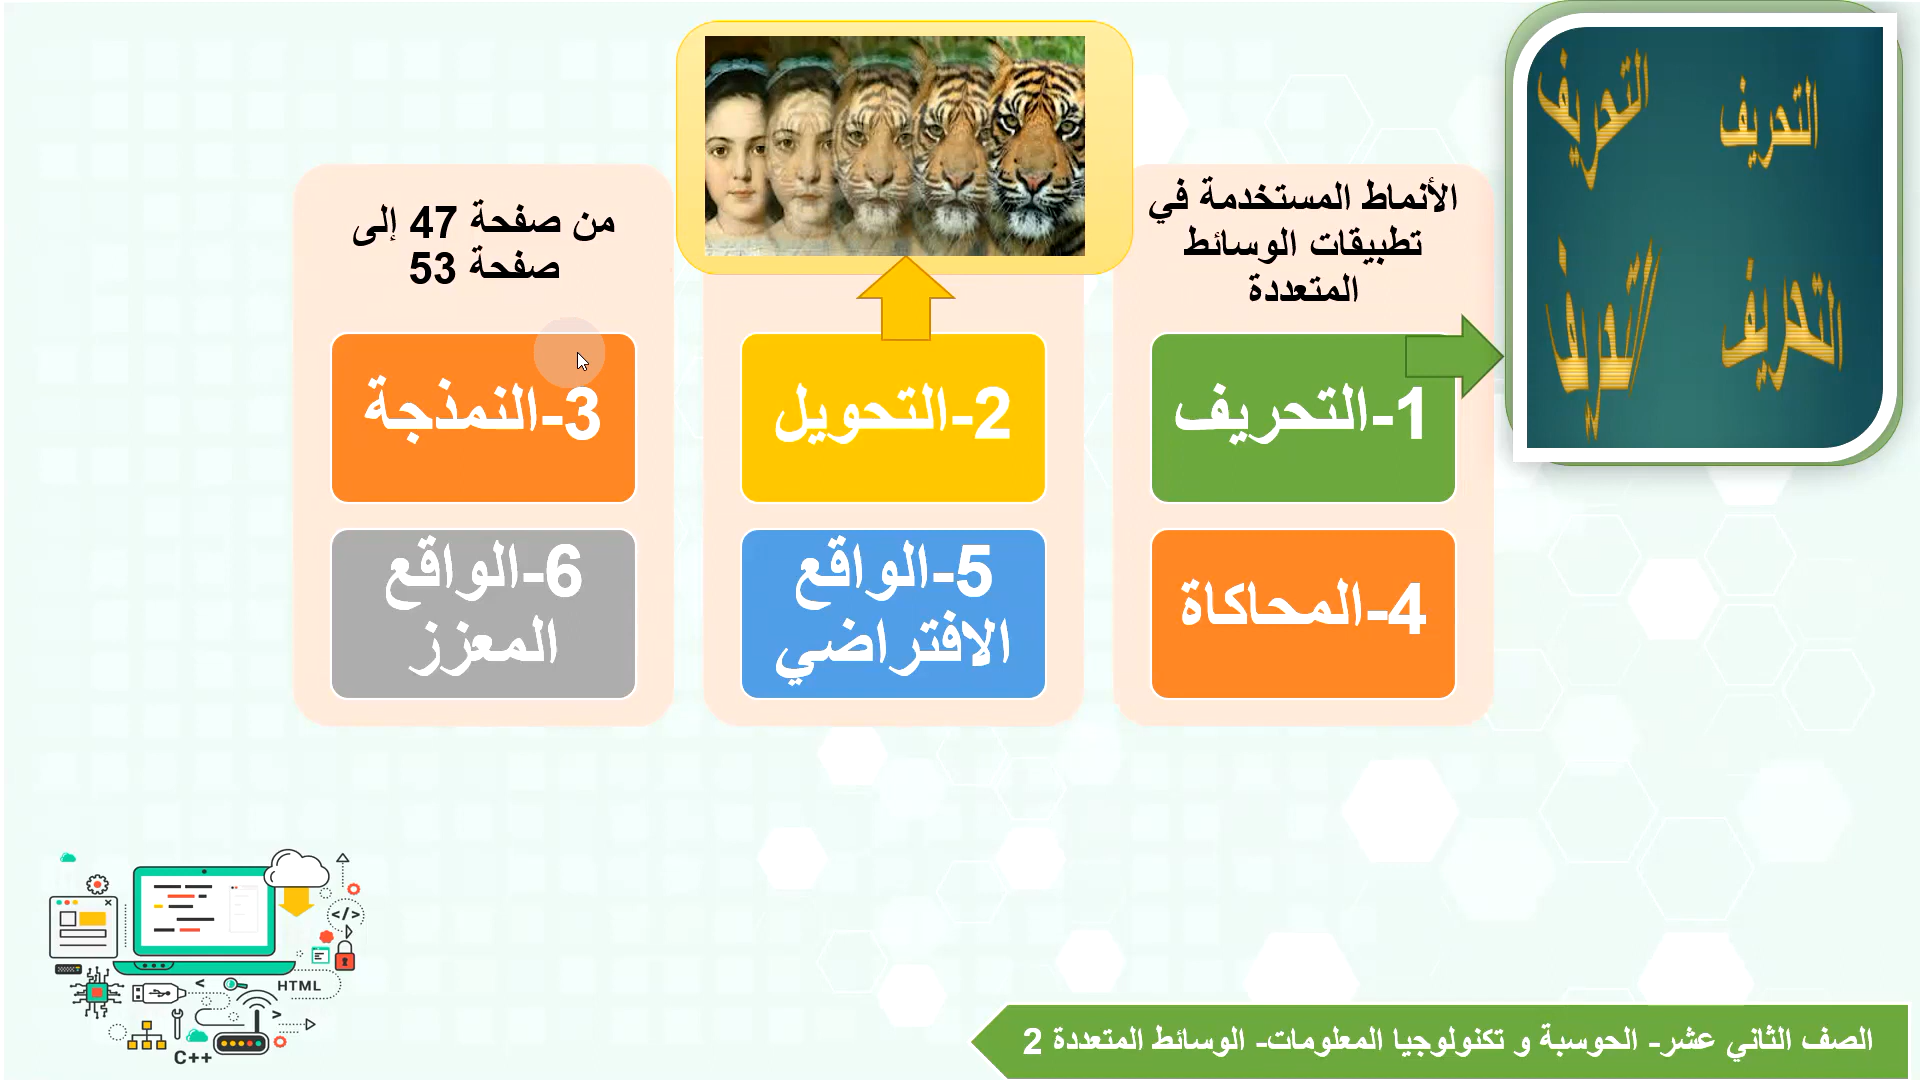 التحريف
التحريف
التحريف
التحريف
الأنماط المستخدمة في
تطبيقات الوسائط
المتعددة
1-التحريف
4-المحاكاة
2-التحويل
5-الواقع
الافتراضي
من صفحة 47 إلى
صفحة 53
3-النمذجة
6-الواقع
المعزز
</>
HTML
C++
الصف الثاني عشر- الحوسبة و تكنولوجيا المعلومات- الوسائط المتعددة 2